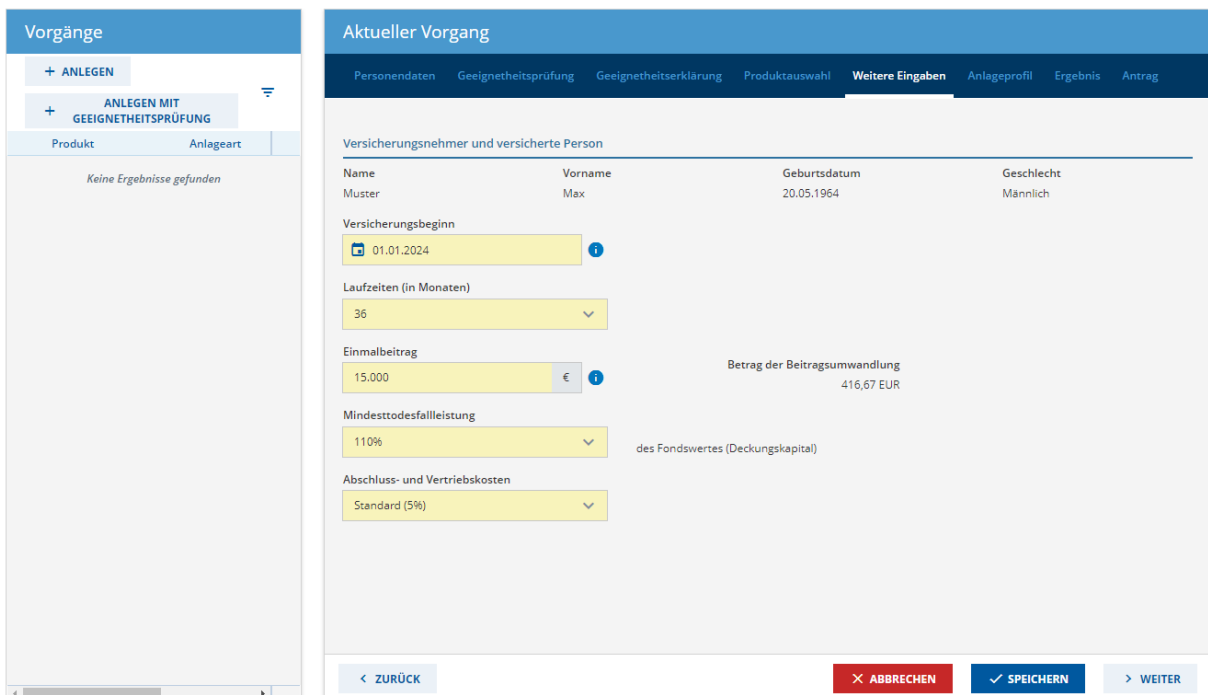 Vorgänge
+ ANLEGEN
+ ANLEGEN MIT
GEEIGNETHEITSPRÜFUNG
Produkt Anlageart
Keine Ergebnisse gefunden
Aktueller Vorgang
Personendaten Geeignetheitsprüfung Geeignetheitserklärung Produktauswahl Weitere Eingaben Anlageprofil Ergebnis Antrag
Versicherungsnehmer und versicherte Person
Name Vorname Geburtsdatum Geschlecht
Muster Max 20.05.1964 Männlich
Versicherungsbeginn
01.01.2024
Laufzeiten (in Monaten)
36
Einmalbeitrag
15.000 €
Betrag der Beitragsumwandlung
416,67 EUR
Mindesttodesfallleistung
110%
des Fondswertes (Deckungskapital)
Abschluss- und Vertriebskosten
Standard (5%)
< ZURÜCK
ABBRECHEN
SPEICHERN
> WEITER